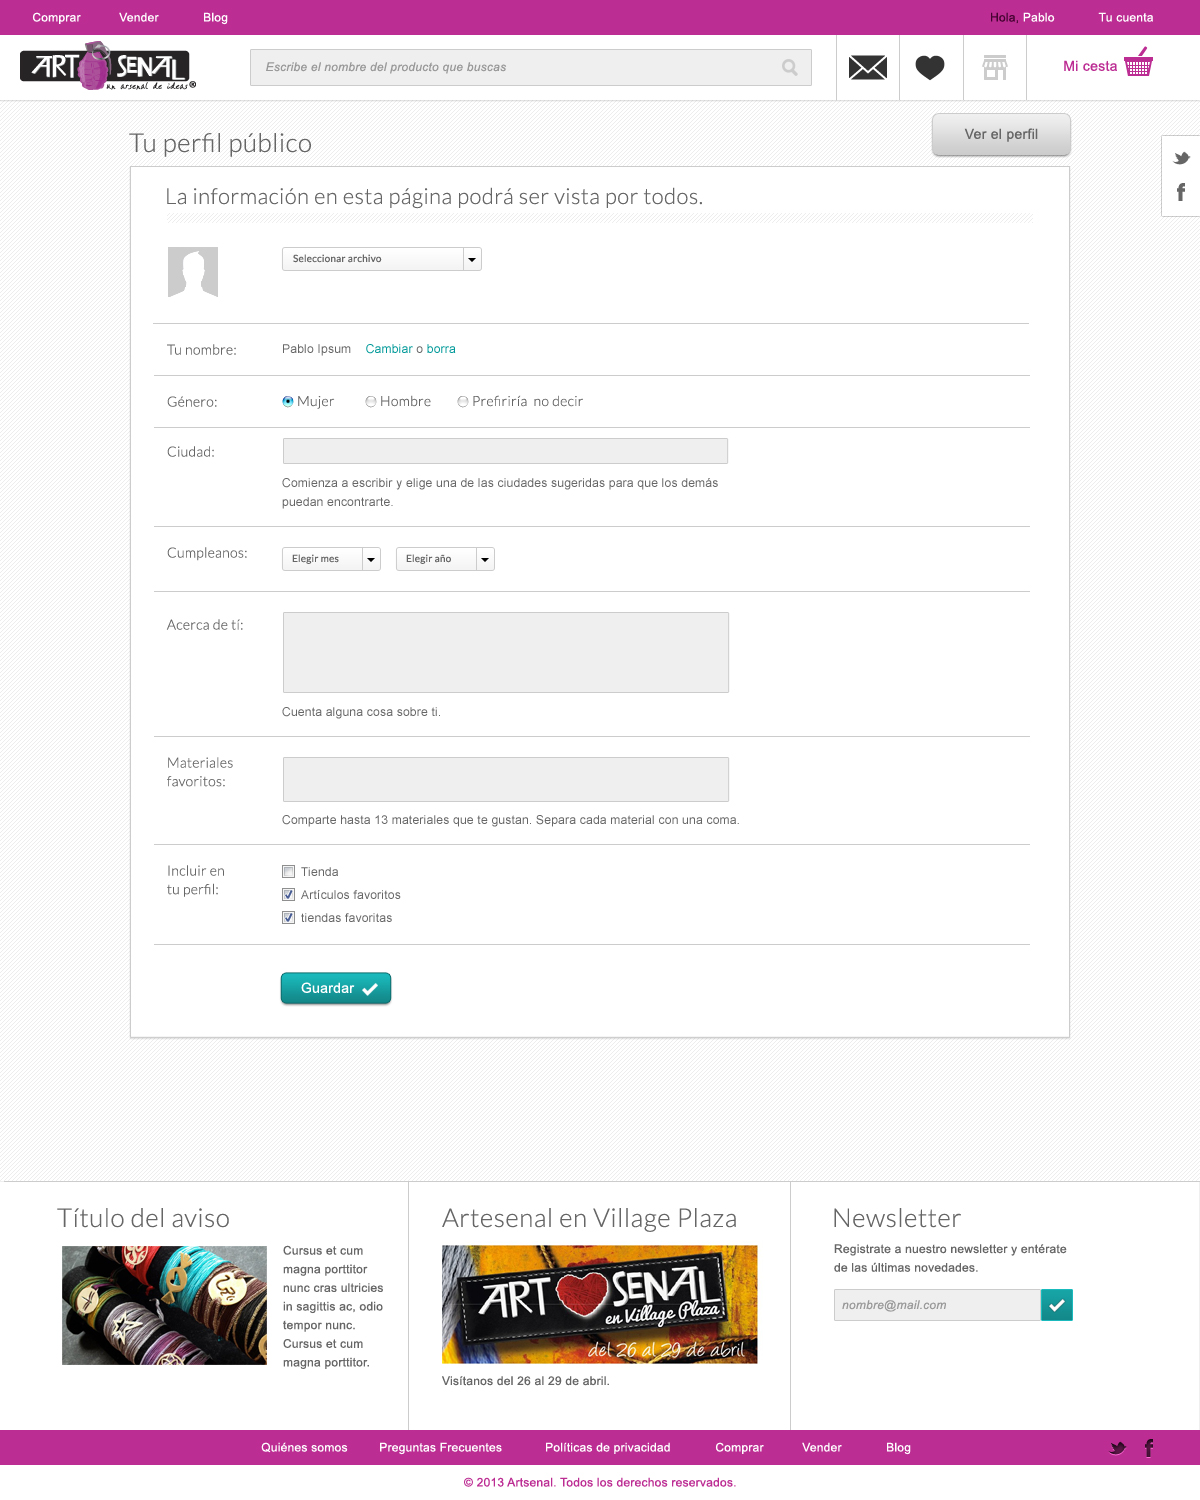 Comprar Vender Blog Hola, Pablo Tu cuenta
ART SENAL
un arsenal de ideas ®
Escribe el nombre del producto que buscas
Mi cesta
Tu perfil público
Ver el perfil
La información en esta página podrá ser vista por todos.
Seleccionar archivo
Tu nombre: Pablo Ipsum Cambiar o borra
Género: Mujer Hombre Prefiriría no decir
Ciudad:
Comienza a escribir y elige una de las ciudades sugeridas para que los demás
puedan encontrarte.
Cumpleanos: Elegir mes Elegir año
Acerca de tí:
Cuenta alguna cosa sobre ti.
Materiales
favoritos:
Comparte hasta 13 materiales que te gustan. Separa cada material con una coma.
Incluir en
tu perfil:
Tienda
Artículos favoritos
tiendas favoritas
Guardar
Título del aviso
Cursus et cum
magna porttitor
nunc cras ultricies
in sagittis ac, odio
tempor nunc.
Cursus et cum
magna porttitor.
Artesenal en Village Plaza
ART SENAL
en Village Plaza
del 26 al 29 de abril
Visítanos del 26 al 29 de abril.
Newsletter
Registrate a nuestro newsletter y entérate
de las últimas novedades.
nombre@mail.com
Quiénes somos Preguntas Frecuentes Políticas de privacidad Comprar Vender Blog
© 2013 Artsenal. Todos los derechos reservados.